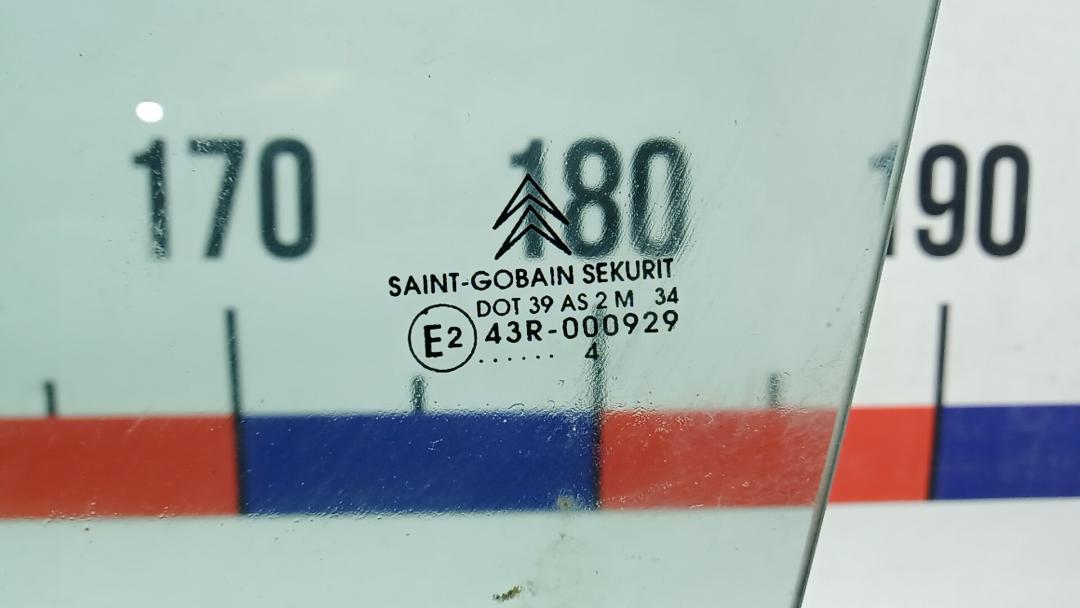 170 180 190
SAINT-GOBAIN SEKURIT
DOT 39 AS 2 M 34
E2 43R-000929
...... 4